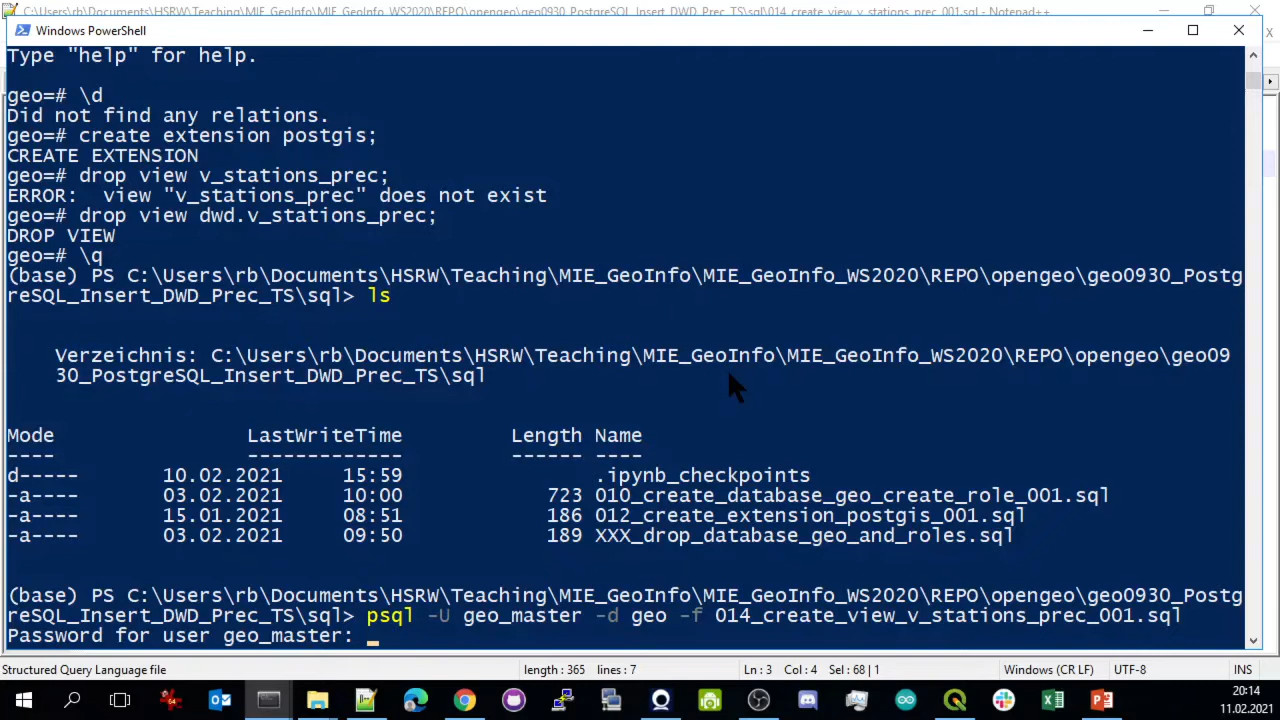 C:\Users\rb\Documents\HSRW\Teaching\MIE_GeoInfo_WS2020\REPO\opengeo\geo0930_PostgreSQL_Insert_DWD_Prec_TS\sql\014_create_view_v_stations_prec_001.sql - Notepad++
Windows PowerShell
Type "help" for help.
geo=# \d
Did not find any relations.
geo=# create extension postgis;
CREATE EXTENSION
geo=# drop view v_stations_prec;
ERROR:  view "v_stations_prec" does not exist
geo=# drop view dwd.v_stations_prec;
DROP VIEW
geo=# \q
(base) PS C:\Users\rb\Documents\HSRW\Teaching\MIE_GeoInfo\MIE_GeoInfo_WS2020\REPO\opengeo\geo0930_Postg
reSQL_Insert_DWD_Prec_TS\sql> ls
Verzeichnis: C:\Users\rb\Documents\HSRW\Teaching\MIE_GeoInfo\MIE_GeoInfo_WS2020\REPO\opengeo\geo09
30_PostgreSQL_Insert_DWD_Prec_TS\sql
Mode LastWriteTime Length Name
---- ------------- ------ ----
d----- 10.02.2021 15:59 .ipynb_checkpoints
-a---- 03.02.2021 10:00 723 010_create_database_geo_create_role_001.sql
-a---- 15.01.2021 08:51 186 012_create_extension_postgis_001.sql
-a---- 03.02.2021 09:50 189 XXX_drop_database_geo_and_roles.sql
(base) PS C:\Users\rb\Documents\HSRW\Teaching\MIE_GeoInfo\MIE_GeoInfo_WS2020\REPO\opengeo\geo0930_Postg
reSQL_Insert_DWD_Prec_TS\sql> psql -U geo_master -d geo -f 014_create_view_v_stations_prec_001.sql
Password for user geo_master:
Structured Query Language file length : 365 lines : 7 Ln : 3 Col : 4 Sel : 68 | 1 Windows (CR LF) UTF-8 INS
20:14
11.02.2021